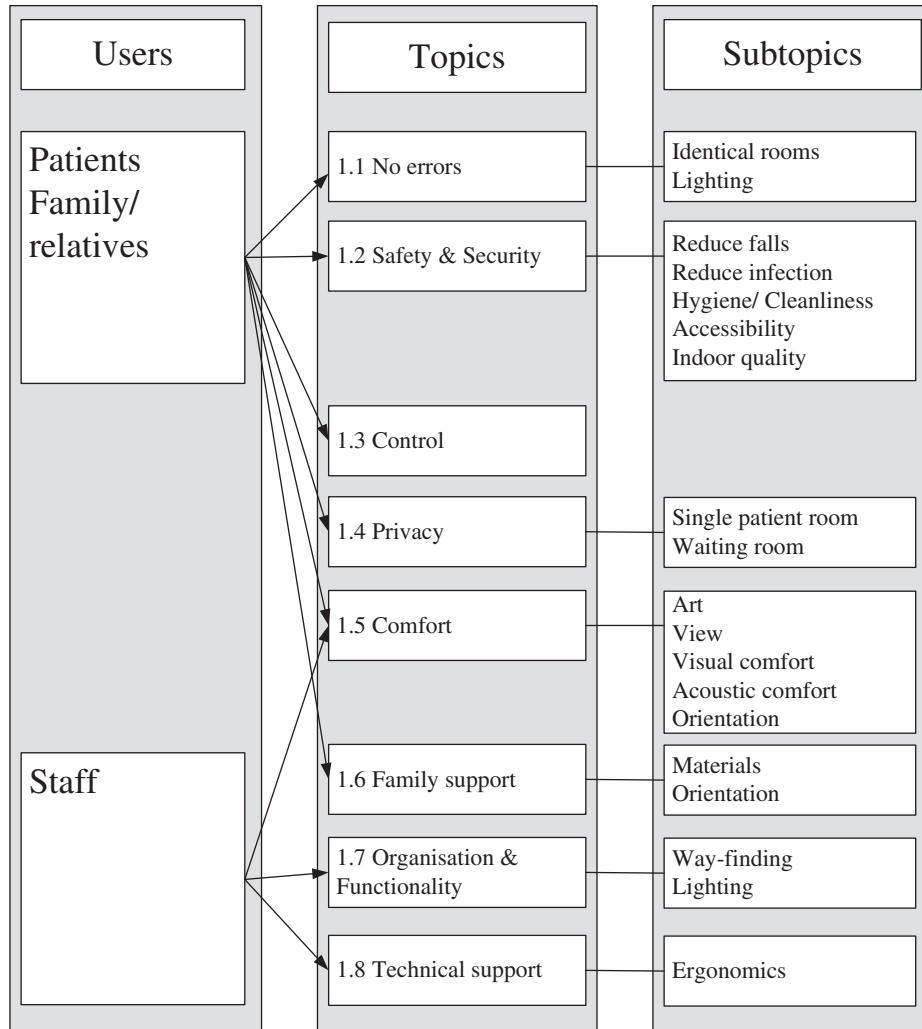 Users
Topics
Subtopics
Patients
Family/
relatives
1.1 No errors
Identical rooms
Lighting
1.2 Safety & Security
Reduce falls
Reduce infection
Hygiene/ Cleanliness
Accessibility
Indoor quality
1.3 Control
1.4 Privacy
Single patient room
Waiting room
1.5 Comfort
Art
View
Visual comfort
Acoustic comfort
Orientation
Staff
1.6 Family support
Materials
Orientation
1.7 Organisation &
Functionality
Way-finding
Lighting
1.8 Technical support
Ergonomics